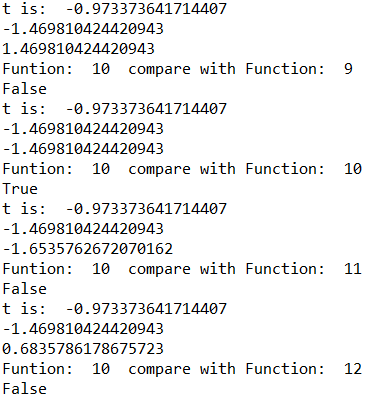 t is:  -0.973373641714407
-1.469810424420943
1.469810424420943
Funtion:  10  compare with Function:  9
False
t is:  -0.973373641714407
-1.469810424420943
-1.469810424420943
Funtion:  10  compare with Function:  10
True
t is:  -0.973373641714407
-1.469810424420943
-1.6535762672070162
Funtion:  10  compare with Function:  11
False
t is:  -0.973373641714407
-1.469810424420943
0.6835786178675723
Funtion:  10  compare with Function:  12
False